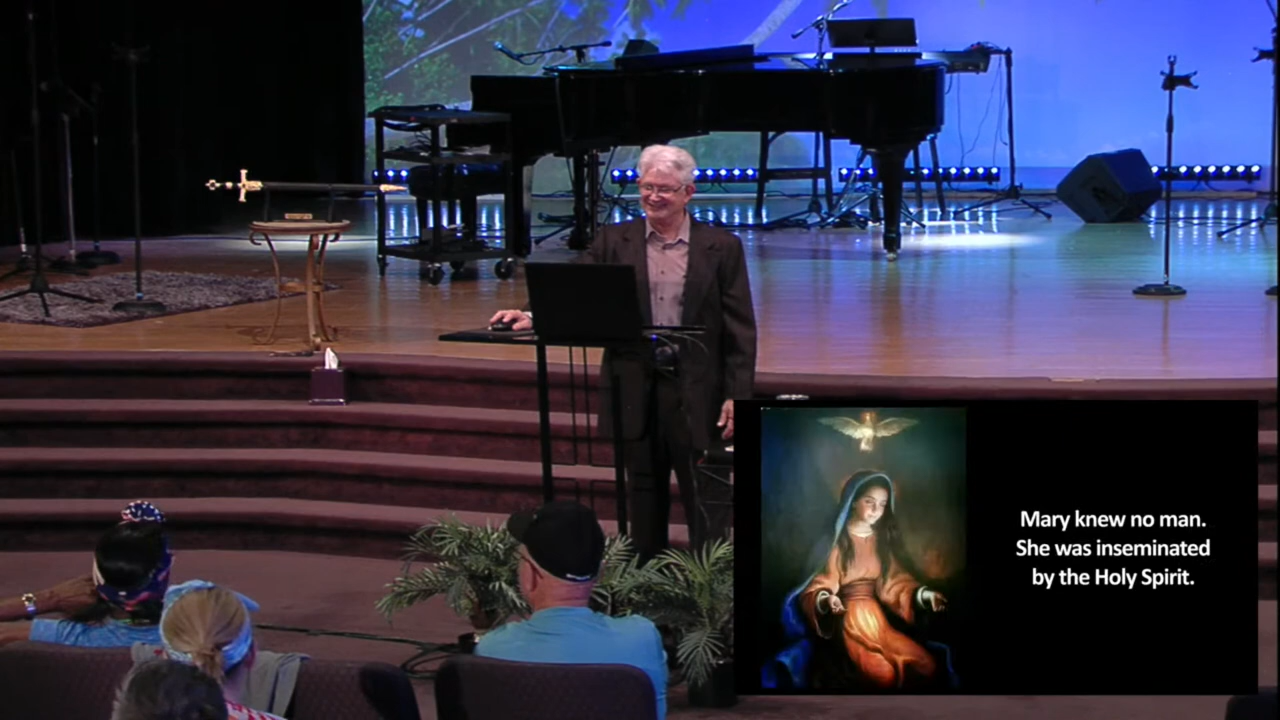 Mary knew no man.
She was inseminated
by the Holy Spirit.